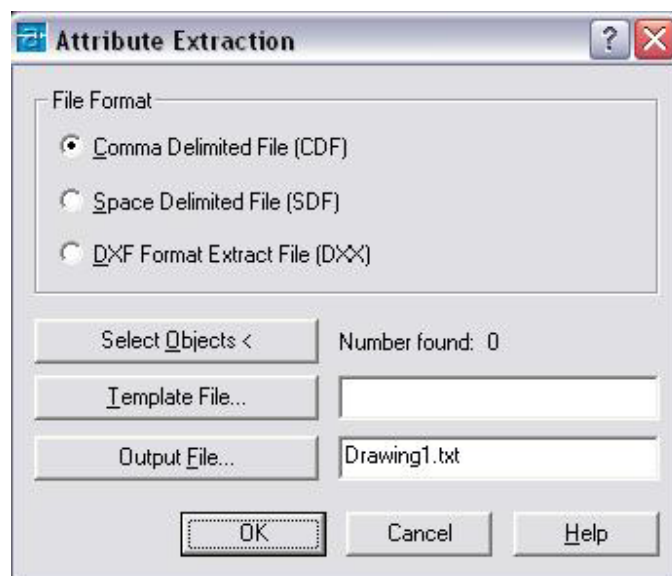 Attribute Extraction
File Format
Comma Delimited File (CDF)
Space Delimited File (SDF)
DXF Format Extract File (DXX)
Select Objects < Number found: 0
Template File...
Output File... Drawing1.txt
OK Cancel Help